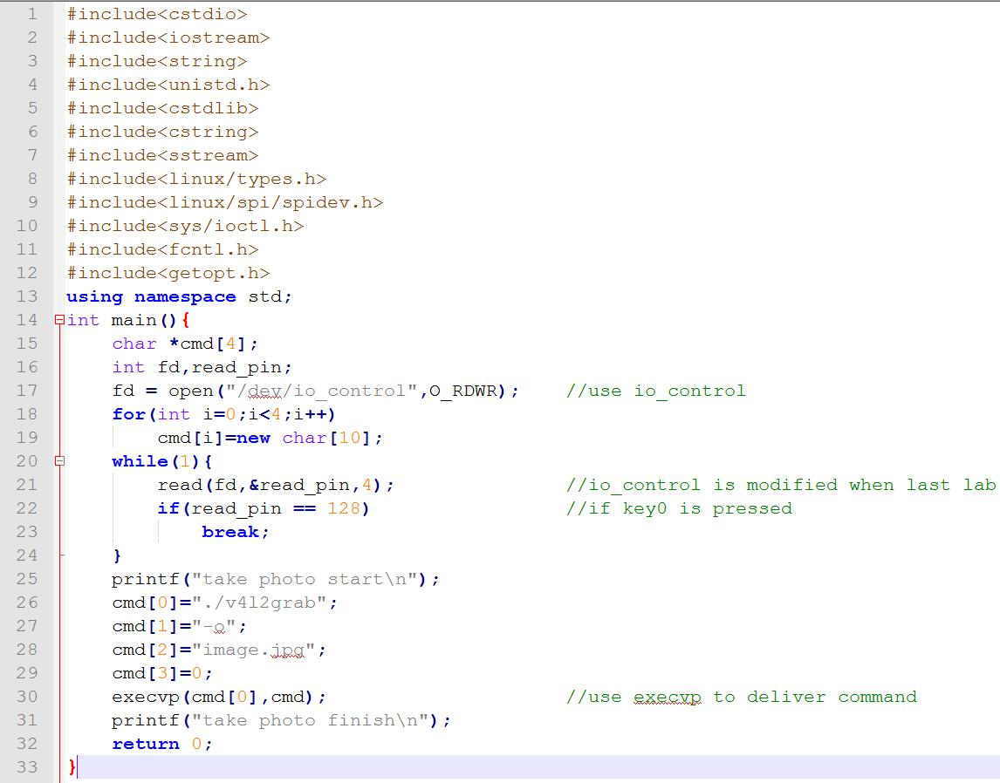 1 #include<cstdio>
2 #include<iostream>
3 #include<string>
4 #include<unistd.h>
5 #include<cstdlib>
6 #include<cstring>
7 #include<sstream>
8 #include<linux/types.h>
9 #include<linux/spi/spidev.h>
10 #include<sys/ioctl.h>
11 #include<fcntl.h>
12 #include<getopt.h>
13 using namespace std;
14 int main(){
15     char *cmd[4];
16     int fd,read_pin;
17     fd = open("/dev/io_control",O_RDWR);    //use io_control
18     for(int i=0;i<4;i++)
19         cmd[i]=new char[10];
20     while(1){
21         read(fd,&read_pin,4);               //io_control is modified when last lab
22         if(read_pin == 128)                 //if key0 is pressed
23             break;
24     }
25     printf("take photo start\n");
26     cmd[0]="./v4l2grab";
27     cmd[1]="-o";
28     cmd[2]="image.jpg";
29     cmd[3]=0;
30     execvp(cmd[0],cmd);                     //use execvp to deliver command
31     printf("take photo finish\n");
32     return 0;
33 }